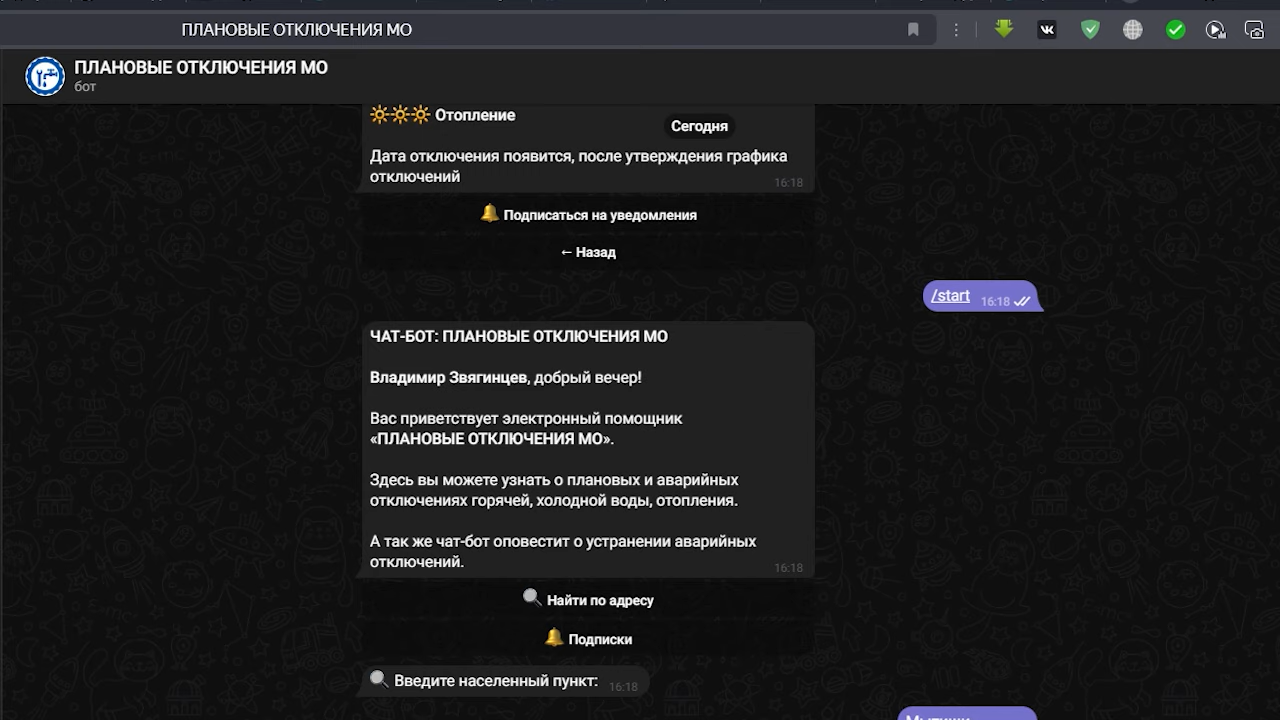 ПЛАНОВЫЕ ОТКЛЮЧЕНИЯ МО
ПЛАНОВЫЕ ОТКЛЮЧЕНИЯ МО
бот
Отопление
Сегодня
Дата отключения появится, после утверждения графика
отключений
16:18
Подписаться на уведомления
← Назад
/start 16:18
ЧАТ-БОТ: ПЛАНОВЫЕ ОТКЛЮЧЕНИЯ МО
Владимир Звягинцев, добрый вечер!
Вас приветствует электронный помощник
«ПЛАНОВЫЕ ОТКЛЮЧЕНИЯ МО».
Здесь вы можете узнать о плановых и аварийных
отключениях горячей, холодной воды, отопления.
А так же чат-бот оповестит о устранении аварийных
отключений.
16:18
Найти по адресу
Подписки
Введите населенный пункт: 16:18